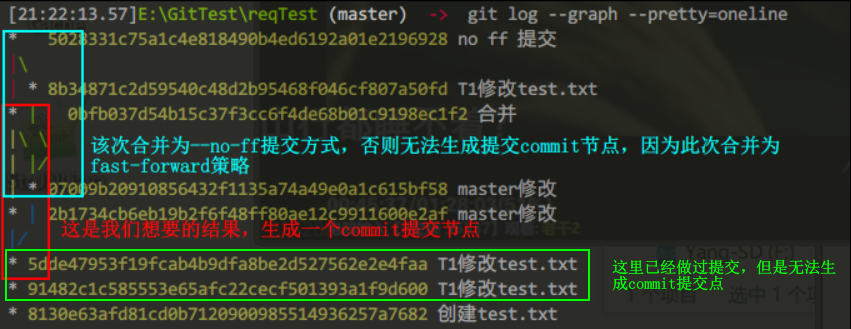 [21:22:13.57]E:\GitTest\reqTest (master) -> git log --graph --pretty=oneline
* 5028331c75a1c4e818490b4ed6192a01e2196928 no ff 提交
|\
| * 8b34871c2d59540c48d2b95468f046cf807a50fd T1修改test.txt
* | 0bfb037d54b15c37f3cc6f4de68b01c9198ec1f2 合并
|\ \
| |/
该次合并为--no-ff提交方式，否则无法生成提交commit节点，因为此次合并为
fast-forward策略
| * 07009b20910856432f1135a74a49e0a1c615bf58 master修改
* | 2b1734cb6eb19b2f6f48ff80ae12c9911600e2af master修改
|/
这是我们想要的结果，生成一个commit提交节点
* 5dde47953f19fcab4b9dfa8be2d527562e2e4faa T1修改test.txt
* 91482c1c585553e65afc22cecf501393a1f9d600 T1修改test.txt
这里已经做过提交，但是无法生
成commit提交点
* 8130e63afd81cd0b7120900985514936257a7682 创建test.txt